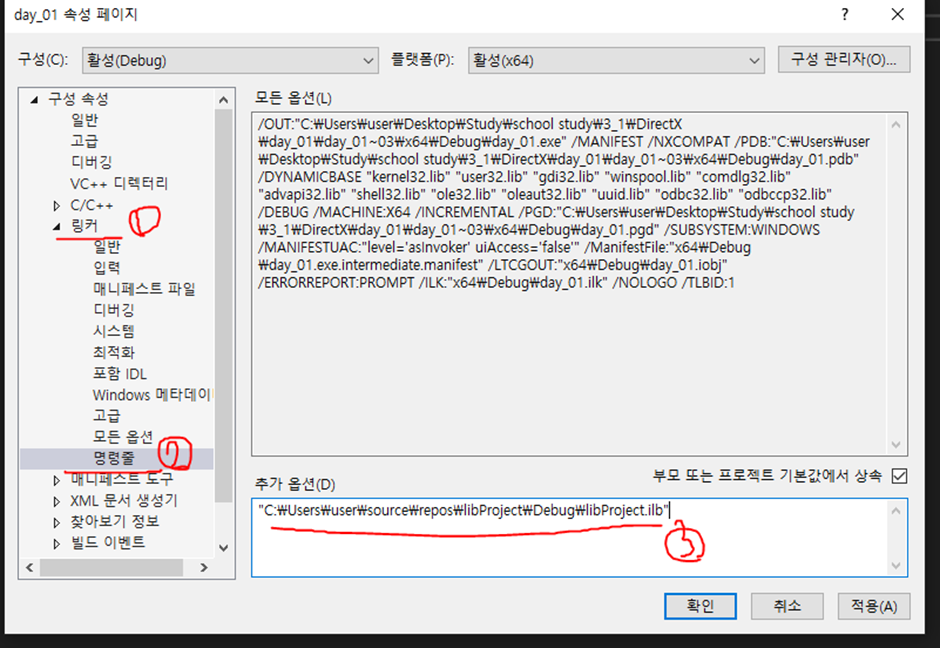 day_01 속성 페이지
?
구성(C):
활성(Debug)
플랫폼(P):
활성(x64)
구성 관리자(O)...
구성 속성
일반
고급
디버깅
VC++ 디렉터리
C/C++
링커
①
일반
입력
매니페스트 파일
디버깅
시스템
최적화
포함 IDL
Windows 메타데이
고급
모든 옵션
명령줄
②
매니페스트 도구
XML 문서 생성기
찾아보기 정보
빌드 이벤트
모든 옵션(L)
/OUT:"C:₩Users₩user₩Desktop₩Study₩school study₩3_1₩DirectX
₩day_01₩day_01~03₩x64₩Debug₩day_01.exe" /MANIFEST /NXCOMPAT /PDB:"C:₩Users₩user
₩Desktop₩Study₩school study₩3_1₩DirectX₩day_01₩day_01~03₩x64₩Debug₩day_01.pdb"
/DYNAMICBASE "kernel32.lib" "user32.lib" "gdi32.lib" "winspool.lib" "comdlg32.lib"
"advapi32.lib" "shell32.lib" "ole32.lib" "oleaut32.lib" "uuid.lib" "odbc32.lib" "odbccp32.lib"
/DEBUG /MACHINE:X64 /INCREMENTAL /PGD:"C:₩Users₩user₩Desktop₩Study₩school study
₩3_1₩DirectX₩day_01₩day_01~03₩x64₩Debug₩day_01.pgd" /SUBSYSTEM:WINDOWS
/MANIFESTUAC:"level='asInvoker' uiAccess='false'" /ManifestFile:"x64₩Debug
₩day_01.exe.intermediate.manifest" /LTCGOUT:"x64₩Debug₩day_01.iobj"
/ERRORREPORT:PROMPT /ILK:"x64₩Debug₩day_01.ilk" /NOLOGO /TLBID:1
부모 또는 프로젝트 기본값에서 상속
추가 옵션(D)
"C:₩Users₩user₩source₩repos₩libProject₩Debug₩libProject.ilb"
③
확인
취소
적용(A)